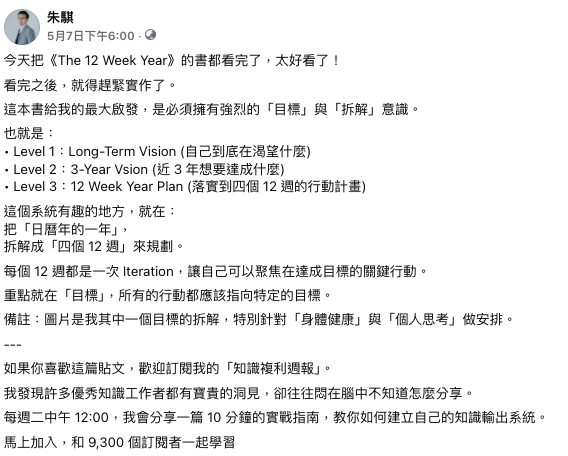 朱騏
5月7日下午6:00 ·
今天把《The 12 Week Year》的書都看完了，太好看了！
看完之後，就得趕緊實作了。
這本書給我的最大啟發，是必須擁有強烈的「目標」與「拆解」意識。
也就是：
• Level 1：Long-Term Vision (自己到底在渴望什麼)
• Level 2：3-Year Vsion (近 3 年想要達成什麼)
• Level 3：12 Week Year Plan (落實到四個 12 週的行動計畫)
這個系統有趣的地方，就在：
把「日曆年的一年」，
拆解成「四個 12 週」來規劃。
每個 12 週都是一次 Iteration，讓自己可以聚焦在達成目標的關鍵行動。
重點就在「目標」，所有的行動都應該指向特定的目標。
備註：圖片是我其中一個目標的拆解，特別針對「身體健康」與「個人思考」做安排。
---
如果你喜歡這篇貼文，歡迎訂閱我的「知識複利週報」。
我發現許多優秀知識工作者都有寶貴的洞見，卻往往悶在腦中不知道怎麼分享。
每週二中午 12:00，我會分享一篇 10 分鐘的實戰指南，教你如何建立自己的知識輸出系統。
馬上加入，和 9,300 個訂閱者一起學習